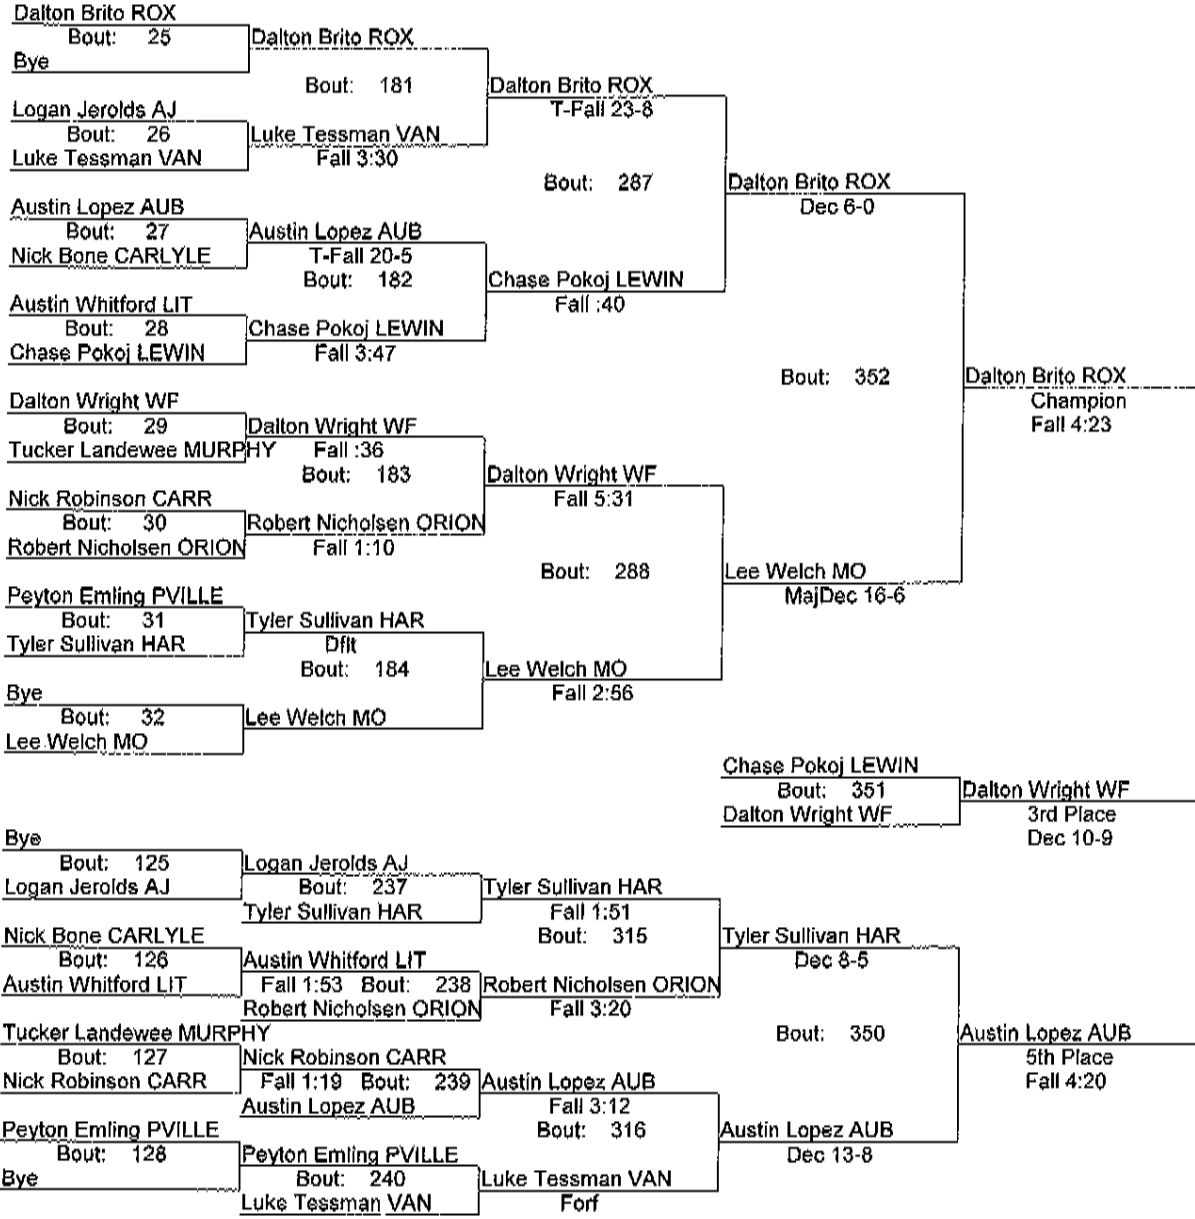 Dalton Brito ROX
Bout: 25
Dalton Brito ROX
Bye
Bout: 181
Dalton Brito ROX
T-Fall 23-8
Logan Jerolds AJ
Bout: 26
Luke Tessman VAN
Luke Tessman VAN
Fall 3:30
Bout: 287
Dalton Brito ROX
Dec 6-0
Austin Lopez AUB
Bout: 27
Austin Lopez AUB
Nick Bone CARLYLE
T-Fall 20-5
Bout: 182
Chase Pokoj LEWIN
Fall :40
Austin Whitford LIT
Bout: 28
Chase Pokoj LEWIN
Chase Pokoj LEWIN
Fall 3:47
Bout: 352
Dalton Brito ROX
Champion
Fall 4:23
Dalton Wright WF
Bout: 29
Dalton Wright WF
Tucker Landewee MURPHY
Fall :36
Bout: 183
Dalton Wright WF
Fall 5:31
Nick Robinson CARR
Bout: 30
Robert Nicholsen ORION
Robert Nicholsen ORION
Fall 1:10
Bout: 288
Lee Welch MO
MajDec 16-6
Peyton Emling PVILLE
Bout: 31
Tyler Sullivan HAR
Tyler Sullivan HAR
Dflt
Bout: 184
Lee Welch MO
Fall 2:56
Bye
Bout: 32
Lee Welch MO
Lee Welch MO
Chase Pokoj LEWIN
Bout: 351
Dalton Wright WF
Dalton Wright WF
3rd Place
Dec 10-9
Bye
Bout: 125
Logan Jerolds AJ
Logan Jerolds AJ
Bout: 237
Tyler Sullivan HAR
Tyler Sullivan HAR
Fall 1:51
Nick Bone CARLYLE
Bout: 315
Tyler Sullivan HAR
Dec 8-5
Bout: 126
Austin Whitford LIT
Austin Whitford LIT
Fall 1:53 Bout: 238
Robert Nicholsen ORION
Robert Nicholsen ORION
Fall 3:20
Tucker Landewee MURPHY
Bout: 350
Austin Lopez AUB
5th Place
Fall 4:20
Bout: 127
Nick Robinson CARR
Nick Robinson CARR
Fall 1:19 Bout: 239
Austin Lopez AUB
Austin Lopez AUB
Fall 3:12
Peyton Emling PVILLE
Bout: 316
Austin Lopez AUB
Dec 13-8
Bout: 128
Peyton Emling PVILLE
Bye
Bout: 240
Luke Tessman VAN
Luke Tessman VAN
Forf